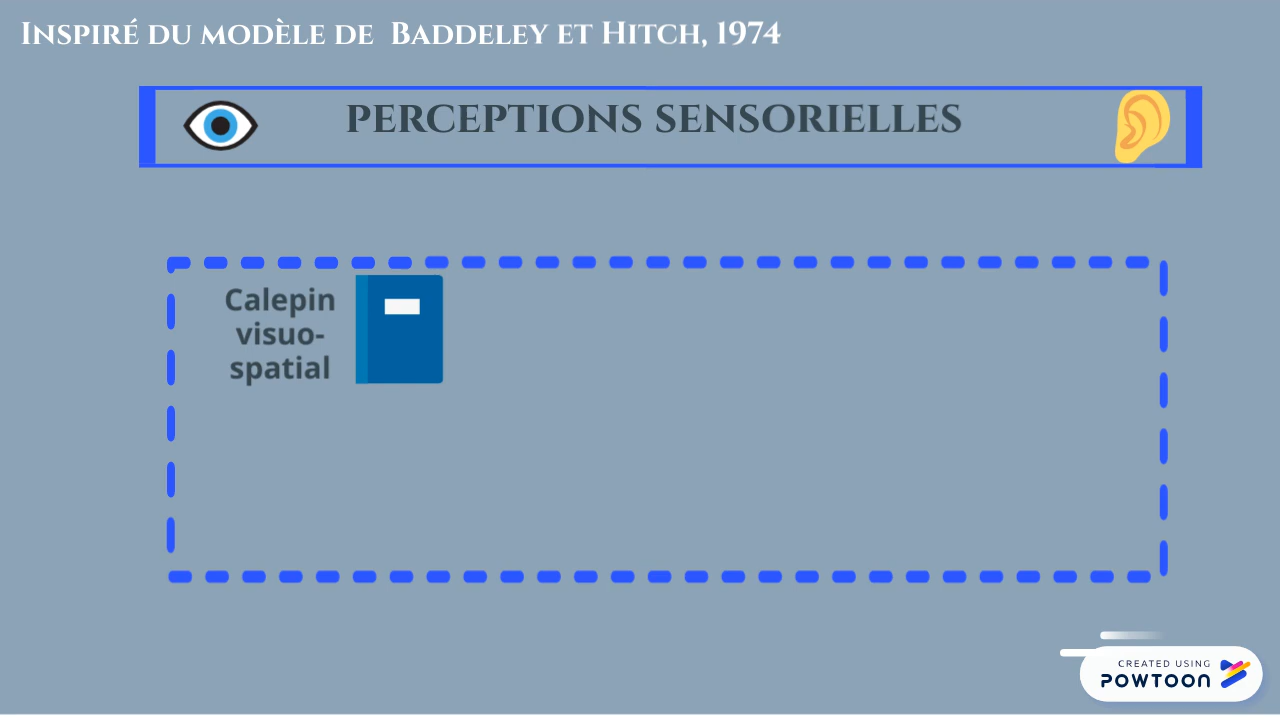 Inspiré du modèle de Baddeley et Hitch, 1974
PERCEPTIONS SENSORIELLES
Calepin
visuo-
spatial
CREATED USING
POWTOON